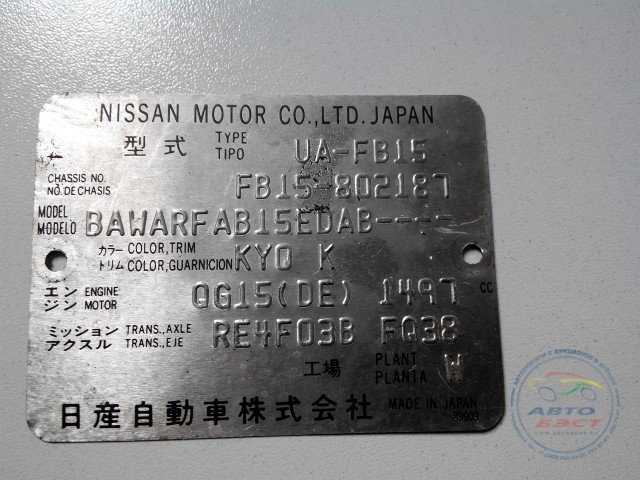 NISSAN MOTOR CO.,LTD.JAPAN
型式 TYPE TIPO UA-FB15
CHASSIS NO. NO.DE CHASIS FB15-802187
MODEL MODELO BAWARFAB15EDAB----
カラー COLOR,TRIM トリム COLOR,GUARNICION KY0 K
エンジン ENGINE MOTOR QG15(DE) 1497 CC
ミッション TRANS.,AXLE アクスル TRANS.,EJE RE4F03B FQ38
工場 PLANT PLANTA
日産自動車株式会社 MADE IN JAPAN
АВТО
БЭСТ